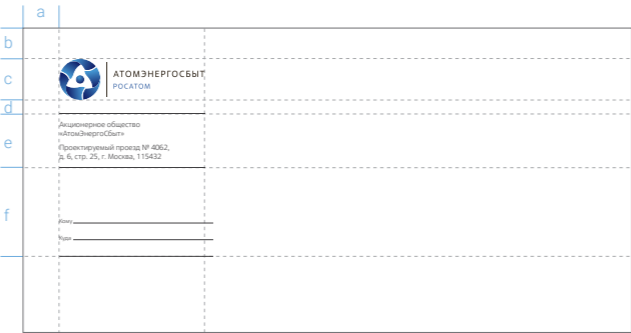 a
b
c
АТОМЭНЕРГОСБЫТ
РОСАТОМ
d
Акционерное общество
«АтомЭнергоСбыт»
e
Проектируемый проезд № 4062,
д. 6, стр. 25, г. Москва, 115432
f
Кому
Куда